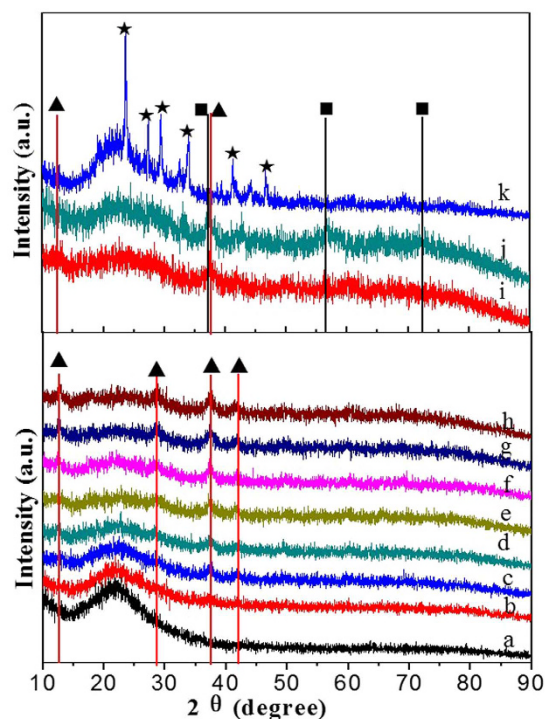 Intensity (a.u.)
k
j
i
Intensity (a.u.)
h
g
f
e
d
c
b
a
10 20 30 40 50 60 70 80 90
2 θ (degree)